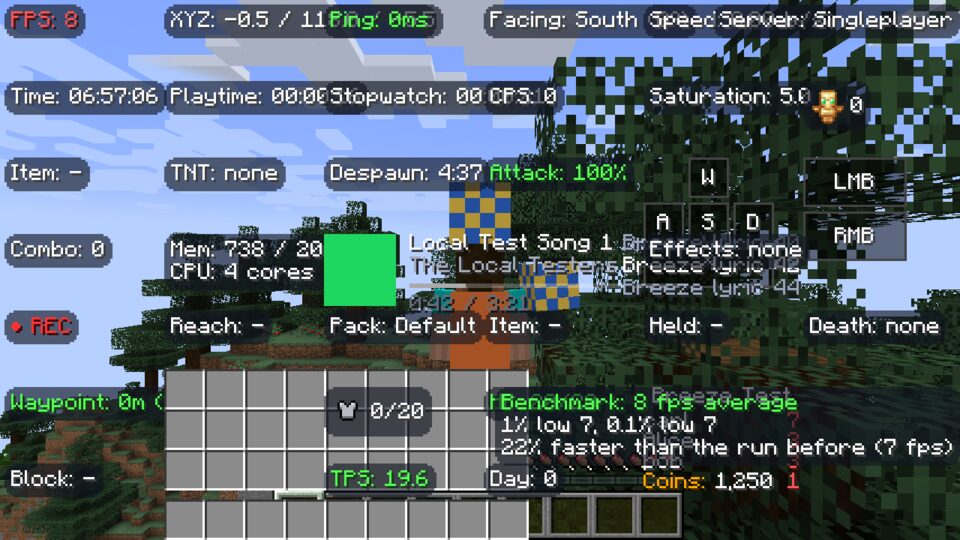 FPS: 8
XYZ: -0.5 / 11
Ping: 0ms
Facing: South
Speed
Server: Singleplayer
Time: 06:57:06
Playtime: 00:00
Stopwatch: 00
CPS:
0
Saturation: 5.0
0
Item: -
TNT: none
Despawn: 4:37
Attack: 100%
W
LMB
A
S
D
RMB
Combo: 0
Mem: 738 / 20
CPU: 4 cores
Local Test Song 1
The Local Testers
0:42 / 3:21
Effects: none
Breeze lyric 42
Breeze lyric 44
● REC
Reach: -
Pack: Default
Item: -
Held: -
Death: none
Waypoint: 0m (
0/20
Breeze Test
Benchmark: 8 fps average
1% low 7, 0.1% low 7
22% faster than the run before (7 fps)
Block: -
TPS: 19.6
Day: 0
Coins: 1,250
1